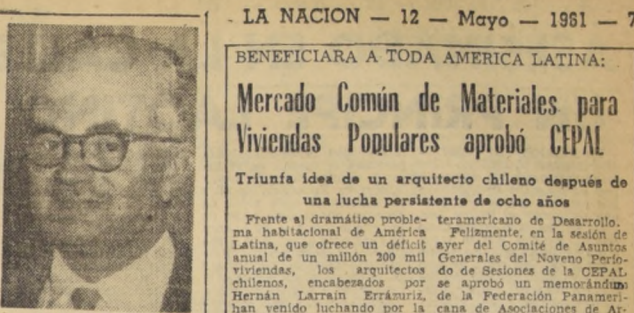 LA NACION — 12 — Mayo — 1961 — 7
BENEFICIARA A TODA AMERICA LATINA:
Mercado Común de Materiales para
Viviendas Populares aprobó CEPAL
Triunfa idea de un arquitecto chileno después de
una lucha persistente de ocho años
Frente al dramático proble-
ma habitacional de América
Latina, que ofrece un déficit
anual de un millón 200 mil
viviendas, los arquitectos
chilenos, encabezados por
Hernán Larraín Errázuriz,
han venido luchando por la
teramericano de Desarrollo.
Felizmente, en la sesión de
ayer del Comité de Asuntos
Generales del Noveno Perío-
do de Sesiones de la CEPAL
se aprobó un memorándum
de la Federación Panameri-
cana de Asociaciones de Ar-